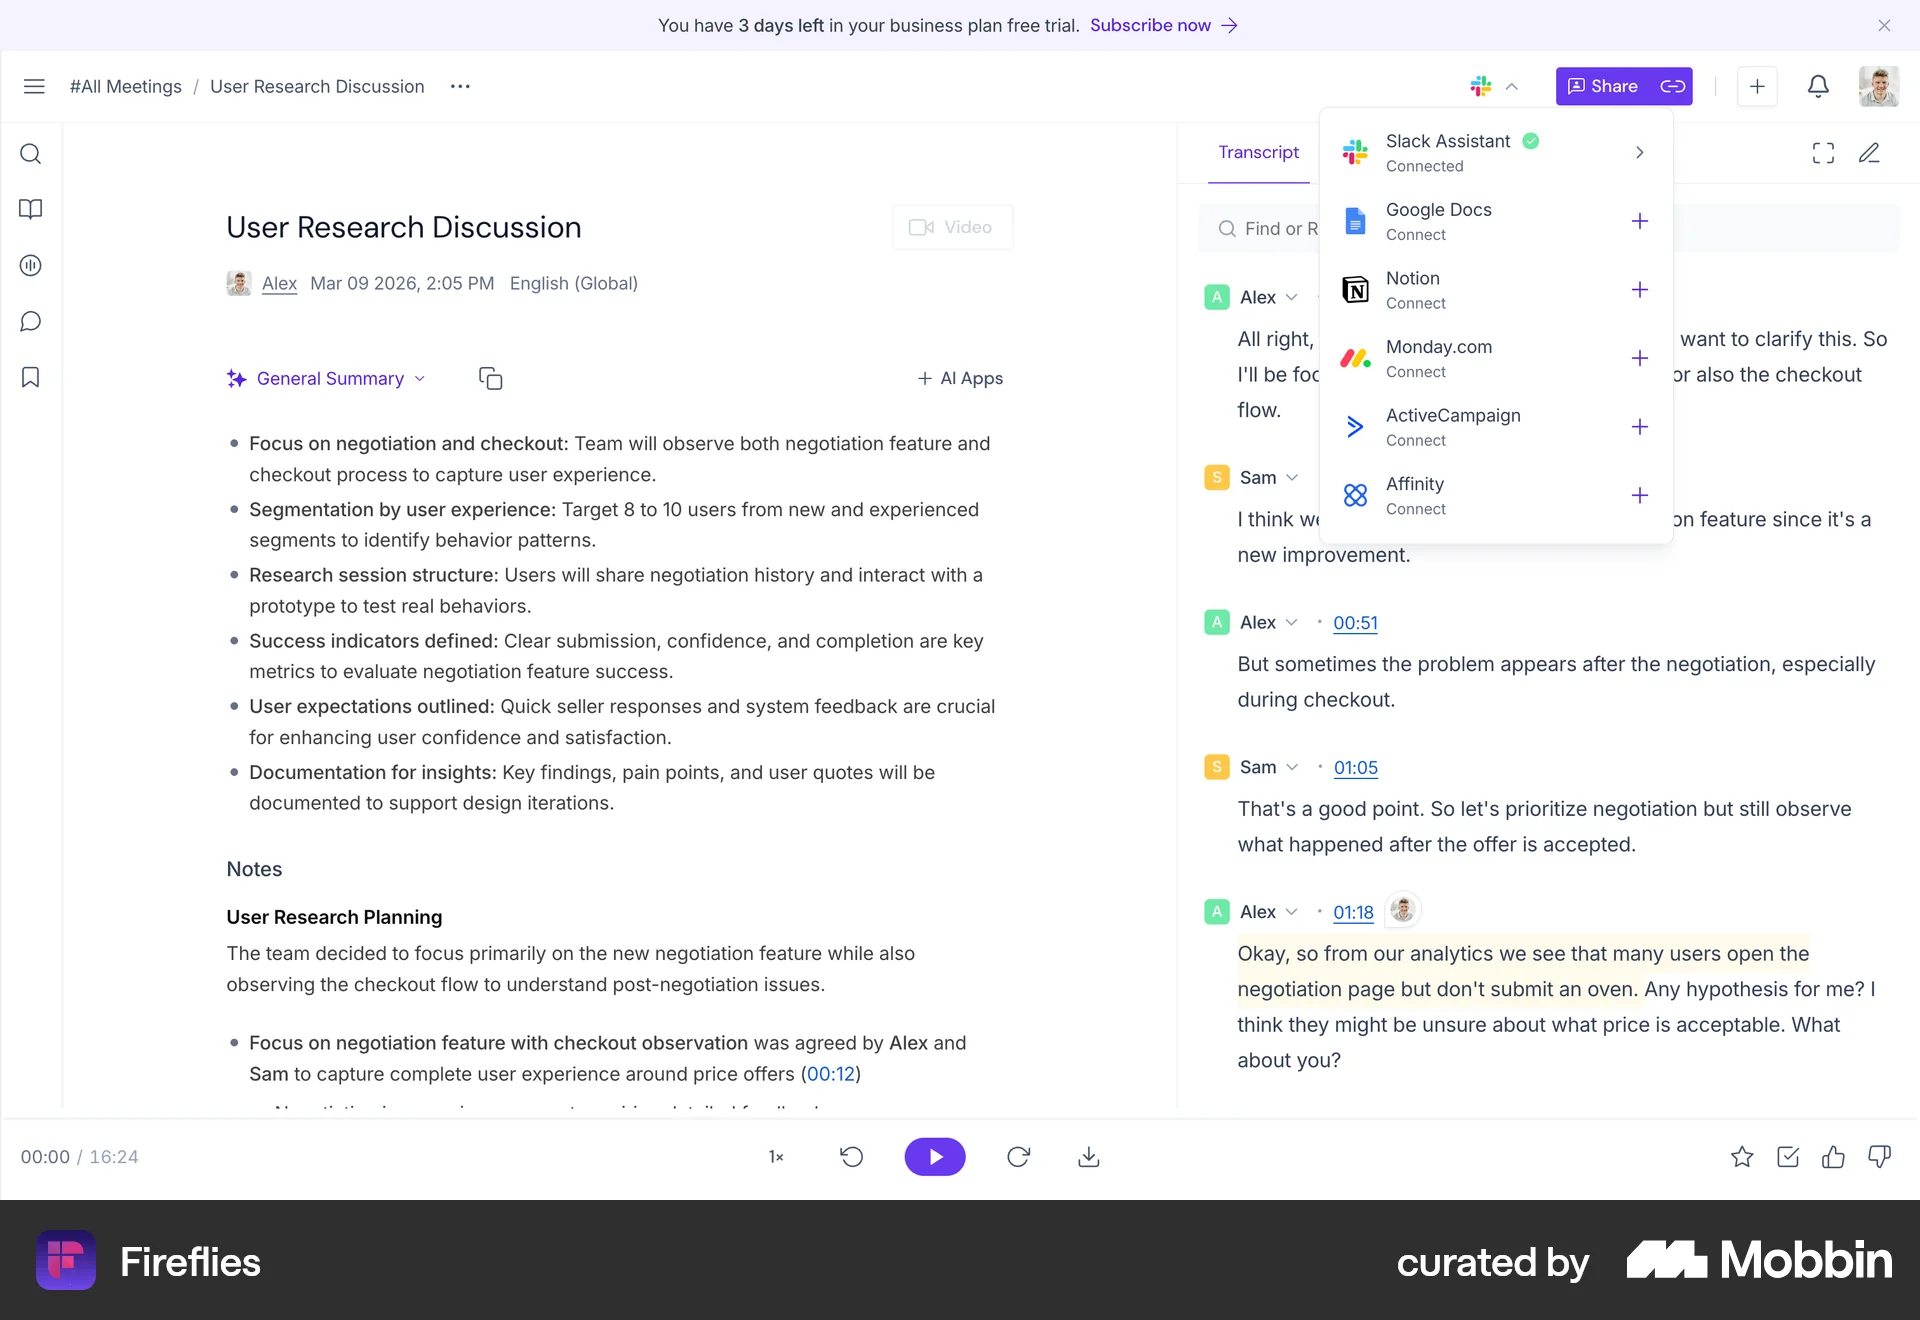 You have 3 days left in your business plan free trial. Subscribe now
#All Meetings / User Research Discussion
Share
User Research Discussion
Video
Alex Mar 09 2026, 2:05 PM English (Global)
General Summary
AI Apps
Focus on negotiation and checkout: Team will observe both negotiation feature and
checkout process to capture user experience.
Segmentation by user experience: Target 8 to 10 users from new and experienced
segments to identify behavior patterns.
Research session structure: Users will share negotiation history and interact with a
prototype to test real behaviors.
Success indicators defined: Clear submission, confidence, and completion are key
metrics to evaluate negotiation feature success.
User expectations outlined: Quick seller responses and system feedback are crucial
for enhancing user confidence and satisfaction.
Documentation for insights: Key findings, pain points, and user quotes will be
documented to support design iterations.
Notes
User Research Planning
The team decided to focus primarily on the new negotiation feature while also
observing the checkout flow to understand post-negotiation issues.
Focus on negotiation feature with checkout observation was agreed by Alex and
Sam to capture complete user experience around price offers (00:12)
Transcript
Slack Assistant
Connected
Google Docs
Connect
Notion
Connect
Monday.com
Connect
ActiveCampaign
Connect
Affinity
Connect
Find or
A Alex
All right, want to clarify this. So
I'll be also the checkout
flow.
S Sam
I think feature since it's a
new improvement.
A Alex · 00:51
But sometimes the problem appears after the negotiation, especially
during checkout.
S Sam · 01:05
That's a good point. So let's prioritize negotiation but still observe
what happened after the offer is accepted.
A Alex · 01:18
Okay, so from our analytics we see that many users open the
negotiation page but don't submit an oven. Any hypothesis for me? I
think they might be unsure about what price is acceptable. What
about you?
00:00 / 16:24
1×
Fireflies
curated by Mobbin